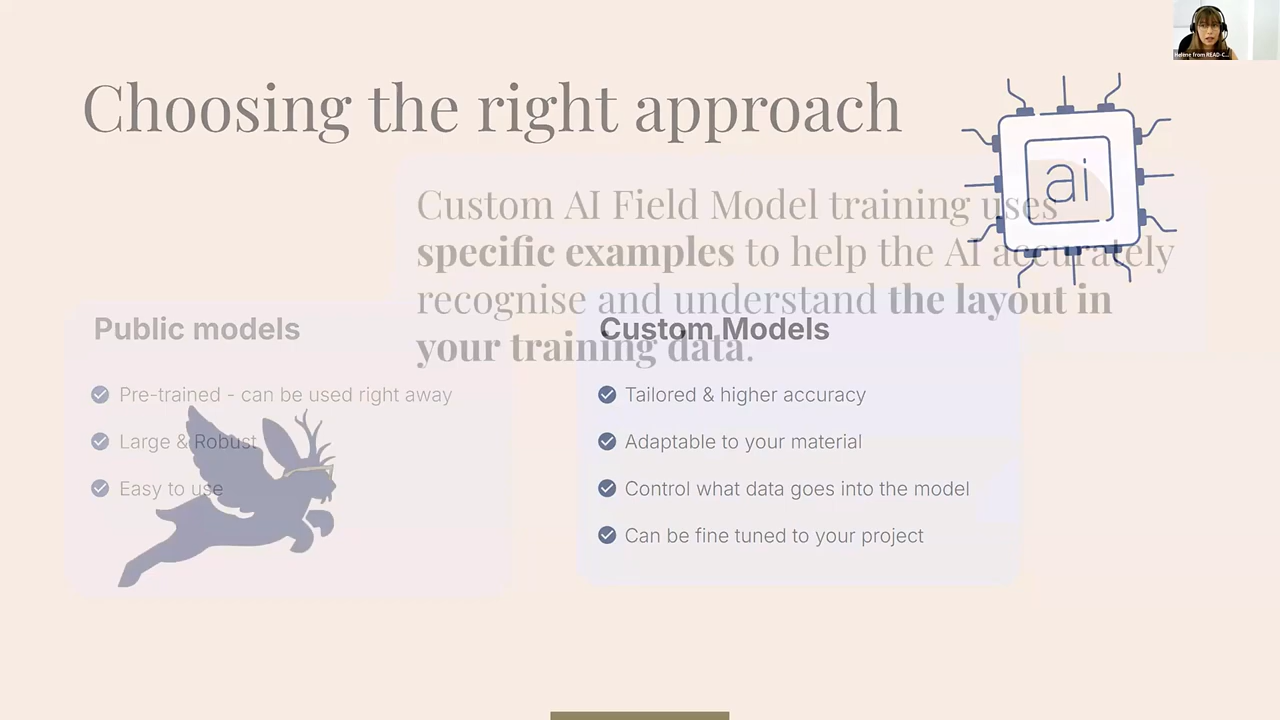 Helene from READ-C...
Choosing the right approach
ai
Custom AI Field Model training uses
specific examples to help the AI accurately
recognise and understand the layout in
your training data.
Public models
Pre-trained - can be used right away
Large & Robust
Easy to use
Custom Models
Tailored & higher accuracy
Adaptable to your material
Control what data goes into the model
Can be fine tuned to your project